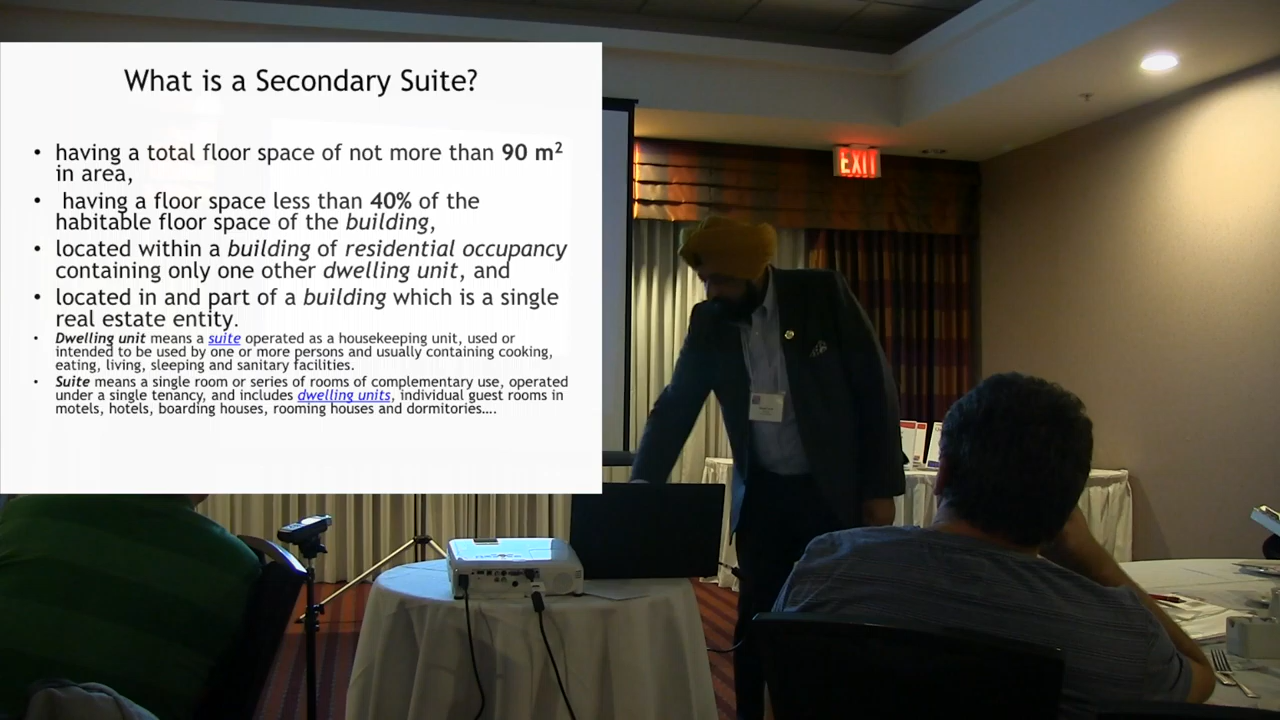 What is a Secondary Suite?
• having a total floor space of not more than 90 m²
in area,
• having a floor space less than 40% of the
habitable floor space of the building,
• located within a building of residential occupancy
containing only one other dwelling unit, and
• located in and part of a building which is a single
real estate entity.
• Dwelling unit means a suite operated as a housekeeping unit, used or
intended to be used by one or more persons and usually containing cooking,
eating, living, sleeping and sanitary facilities.
• Suite means a single room or series of rooms of complementary use, operated
under a single tenancy, and includes dwelling units, individual guest rooms in
motels, hotels, boarding houses, rooming houses and dormitories....
EXIT